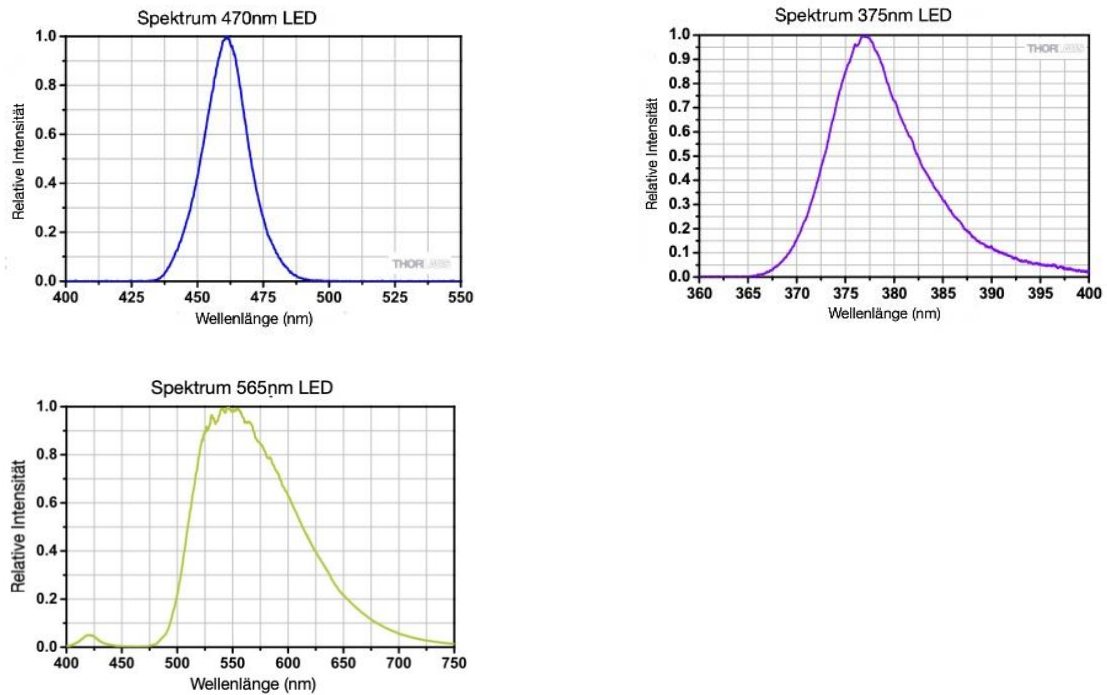 Spektrum 470nm LED
1.0
0.8
0.6
0.4
0.2
0.0
Relative Intensität
THORLABS
400 425 450 475 500 525 550
Wellenlänge (nm)
Spektrum 375nm LED
1.0
0.9
0.8
0.7
0.6
0.5
0.4
0.3
0.2
0.1
0.0
Relative Intensität
THORLABS
360 365 370 375 380 385 390 395 400
Wellenlänge (nm)
Spektrum 565nm LED
1.0
0.8
0.6
0.4
0.2
0.0
Relative Intensität
400 450 500 550 600 650 700 750
Wellenlänge (nm)